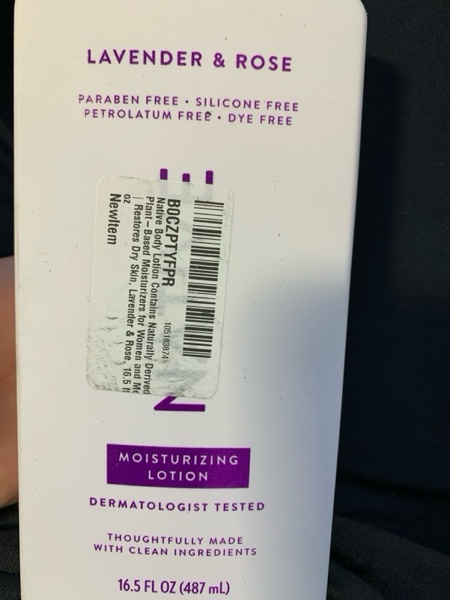 LAVENDER & ROSE
PARABEN FREE • SILICONE FREE
PETROLATUM FREE • DYE FREE
B0CZPTYFPR
Native Body Lotion Contains Naturally Derived
Plant-Based Moisturizers for Women and Me
| Restores Dry Skin, Lavender & Rose, 16.5 fl
oz
NewItem
MOISTURIZING
LOTION
DERMATOLOGIST TESTED
THOUGHTFULLY MADE
WITH CLEAN INGREDIENTS
16.5 FL OZ (487 mL)